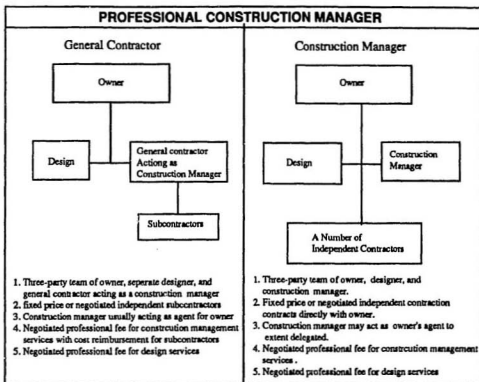 PROFESSIONAL CONSTRUCTION MANAGER
General Contractor
Owner
Design
General contractor
Actiong as
Construction Manager
Subcontractors
1. Three-party team of owner, seperate designer, and
general contractor acting as a construction manager
2. fixed price or negotiated independent subcontractors
3. Construction manager usually acting as agent for owner
4. Negotiated professional fee for constrcution management
services with cost reimbursement for subcontractors
5. Negotiated professional fee for design services
Construction Manager
Owner
Design
Construction
Manager
A Number of
Independent Contractors
1. Three-party team of owner, designer, and
construction manager.
2. Fixed price or negotiated independent contraction
contracts directly with owner.
3. Construction manager may act as owner's agent to
extent delegated.
4. Negotiated professional fee for constrcution management
services .
5. Negotiated professional fee for design services